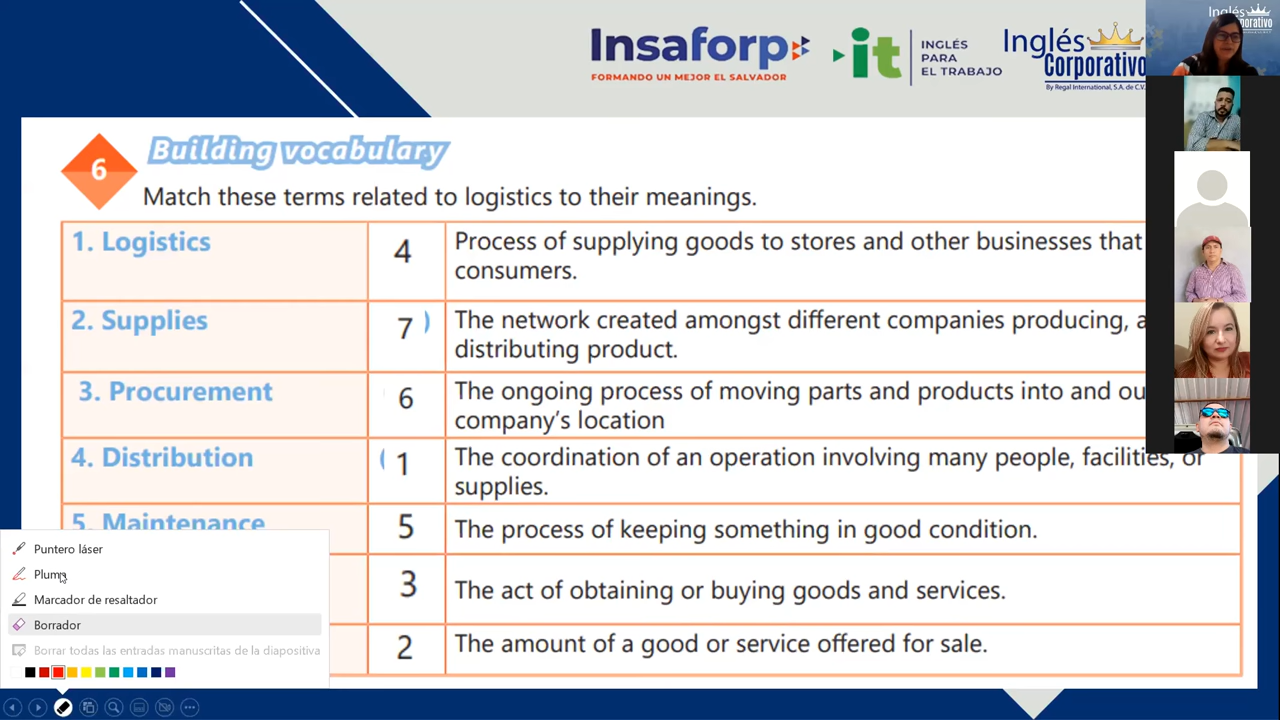 Insaforp
FORMANDO UN MEJOR EL SALVADOR
it
INGLÉS
PARA
EL TRABAJO
Inglés
Corporativo
By Regal International, S.A. de C.V.
Inglés
6
Building vocabulary
Match these terms related to logistics to their meanings.
1. Logistics
4
Process of supplying goods to stores and other businesses that
consumers.
2. Supplies
7 )
The network created amongst different companies producing, a
distributing product.
3. Procurement
6
The ongoing process of moving parts and products into and ou
company's location
4. Distribution
( 1
The coordination of an operation involving many people, facilities, or
supplies.
5. Maintenance
5
The process of keeping something in good condition.
3
The act of obtaining or buying goods and services.
2
The amount of a good or service offered for sale.
Puntero láser
Pluma
Marcador de resaltador
Borrador
Borrar todas las entradas manuscritas de la diapositiva